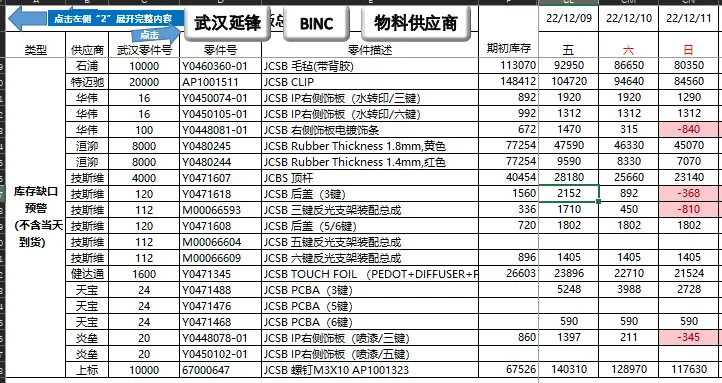 点击左侧“2”展开完整内容
点击
武汉延锋
BINC
物料供应商
22/12/09 22/12/10 22/12/11
类型 供应商 武汉零件号 零件号 零件描述 期初库存 五 六 日
石浦 10000 Y0460360-01 JCSB 毛毡(带背胶) 113070 92950 86650 80350
特迈驰 20000 AP1001511 JCSB CLIP 148412 104720 94640 84560
华伟 16 Y0450074-01 JCSB IP右侧饰板（水转印/三键） 892 1920 1920 1290
华伟 16 Y0450105-01 JCSB IP右侧饰板（水转印/六键） 992 1312 1312 1312
华伟 100 Y0448081-01 JCSB 右侧饰板电镀饰条 672 1470 315 -840
洹泖 8000 Y0480245 JCSB Rubber Thickness 1.8mm,黄色 77254 47590 46330 45070
洹泖 8000 Y0480244 JCSB Rubber Thickness 1.4mm,红色 77254 9590 8330 7070
技斯维 4000 Y0471607 JCBS 顶杆 40454 28180 25660 23140
库存缺口预警(不含当天到货)
技斯维 120 Y0471618 JCSB 后盖（3键） 1560 2152 892 -368
技斯维 112 M00066593 JCSB 三键反光支架装配总成 336 1710 450 -810
技斯维 120 Y0471608 JCSB 后盖（5/6键） 720 1802 1802 1802
技斯维 112 M00066604 JCSB 五键反光支架装配总成
技斯维 112 M00066609 JCSB 六键反光支架装配总成 896 1405 1405 1405
健达通 1600 Y0471345 JCSB TOUCH FOIL （PEDOT+DIFFUSER+F 26603 23896 22710 21524
天宝 24 Y0471488 JCSB PCBA（3键） 5248 3988 2728
天宝 24 Y0471476 JCSB PCBA（5键）
天宝 24 Y0471468 JCSB PCBA（6键） 590 590 590
炎垒 20 Y0448078-01 JCSB IP右侧饰板（喷漆/三键） 860 1397 211 -345
炎垒 20 Y0450102-01 JCSB IP右侧饰板（喷漆/五键）
上标 10000 67000647 JCSB 螺钉M3X10 AP1001323 67526 140310 128970 117630